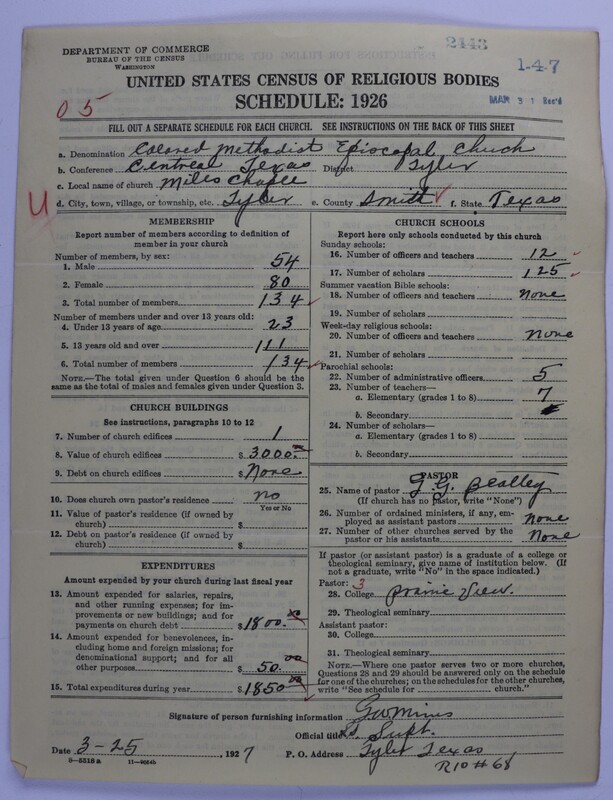 2443
DEPARTMENT OF COMMERCE
BUREAU OF THE CENSUS
WASHINGTON
1-4-7
UNITED STATES CENSUS OF RELIGIOUS BODIES
SCHEDULE: 1926
MAR 31 Rec'd
05
FILL OUT A SEPARATE SCHEDULE FOR EACH CHURCH. SEE INSTRUCTIONS ON THE BACK OF THIS SHEET
a. Denomination Colored Methodist Episcopal Chuch
b. Conference Central Texas District Tyler
c. Local name of church Miles Chapel
U d. City, town, village, or township, etc. Tyler e. County Smith f. State Texas
MEMBERSHIP
Report number of members according to definition of
member in your church
Number of members, by sex:
1. Male 54
2. Female 80
3. Total number of members 134
Number of members under and over 13 years old:
4. Under 13 years of age 23
5. 13 years old and over 111
6. Total number of members 134
NOTE.—The total given under Question 6 should be the
same as the total of males and females given under Question 3.
CHURCH BUILDINGS
See instructions, paragraphs 10 to 12
7. Number of church edifices 1
8. Value of church edifices $3000.
9. Debt on church edifices $None
10. Does church own pastor's residence no
Yes or No
11. Value of pastor's residence (if owned by
church) $
12. Debt on pastor's residence (if owned by
church) $
EXPENDITURES
Amount expended by your church during last fiscal year
13. Amount expended for salaries, repairs,
and other running expenses; for im-
provements or new buildings; and for
payments on church debt $1800.
14. Amount expended for benevolences, in-
cluding home and foreign missions; for
denominational support; and for all
other purposes $50.00
15. Total expenditures during year $1850.00
CHURCH SCHOOLS
Report here only schools conducted by this church
Sunday schools:
16. Number of officers and teachers 12
17. Number of scholars 125
Summer vacation Bible schools:
18. Number of officers and teachers None
19. Number of scholars
Week-day religious schools:
20. Number of officers and teachers None
21. Number of scholars
Parochial schools:
22. Number of administrative officers 5
23. Number of teachers—
a. Elementary (grades 1 to 8) 7
b. Secondary
24. Number of scholars—
a. Elementary (grades 1 to 8)
b. Secondary
PASTOR
25. Name of pastor
(If church has no pastor, write "None")
26. Number of ordained ministers, if any, em-
ployed as assistant pastors none
27. Number of other churches served by the
pastor or his assistants None
If pastor (or assistant pastor) is a graduate of a college or
theological seminary, give name of institution below. (If
not a graduate, write "No" in the space indicated.)
Pastor: 3
28. College Prairie View.
29. Theological seminary
Assistant pastor:
30. College
31. Theological seminary
NOTE.—Where one pastor serves two or more churches,
Questions 28 and 29 should be answered only on the schedule
for one of the churches; on the schedules for the other churches,
write "See schedule for church."
Signature of person furnishing information G W Mims
Official title Supt.
Date 3-25, 1927 P. O. Address Tyler Texas
8—5518 a 11—9024b R10#68